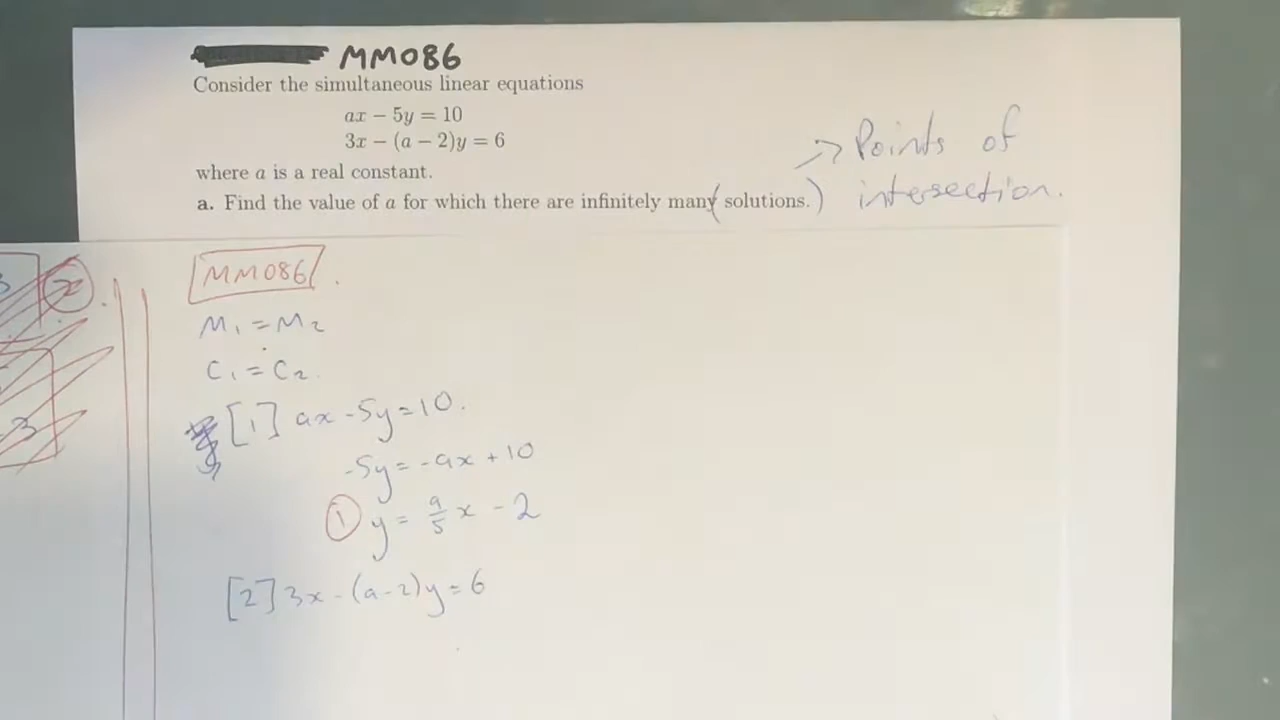 MM086
Consider the simultaneous linear equations
ax − 5y = 10
3x − (a − 2)y = 6
where a is a real constant.
a. Find the value of a for which there are infinitely many (solutions.)
→ Points of
intersection.
MM086.
M₁ = M₂
C₁ = C₂.
[1] ax - 5y = 10.
-5y = -ax + 10
① y = a/5 x - 2
[2] 3x - (a-2)y = 6
2
3